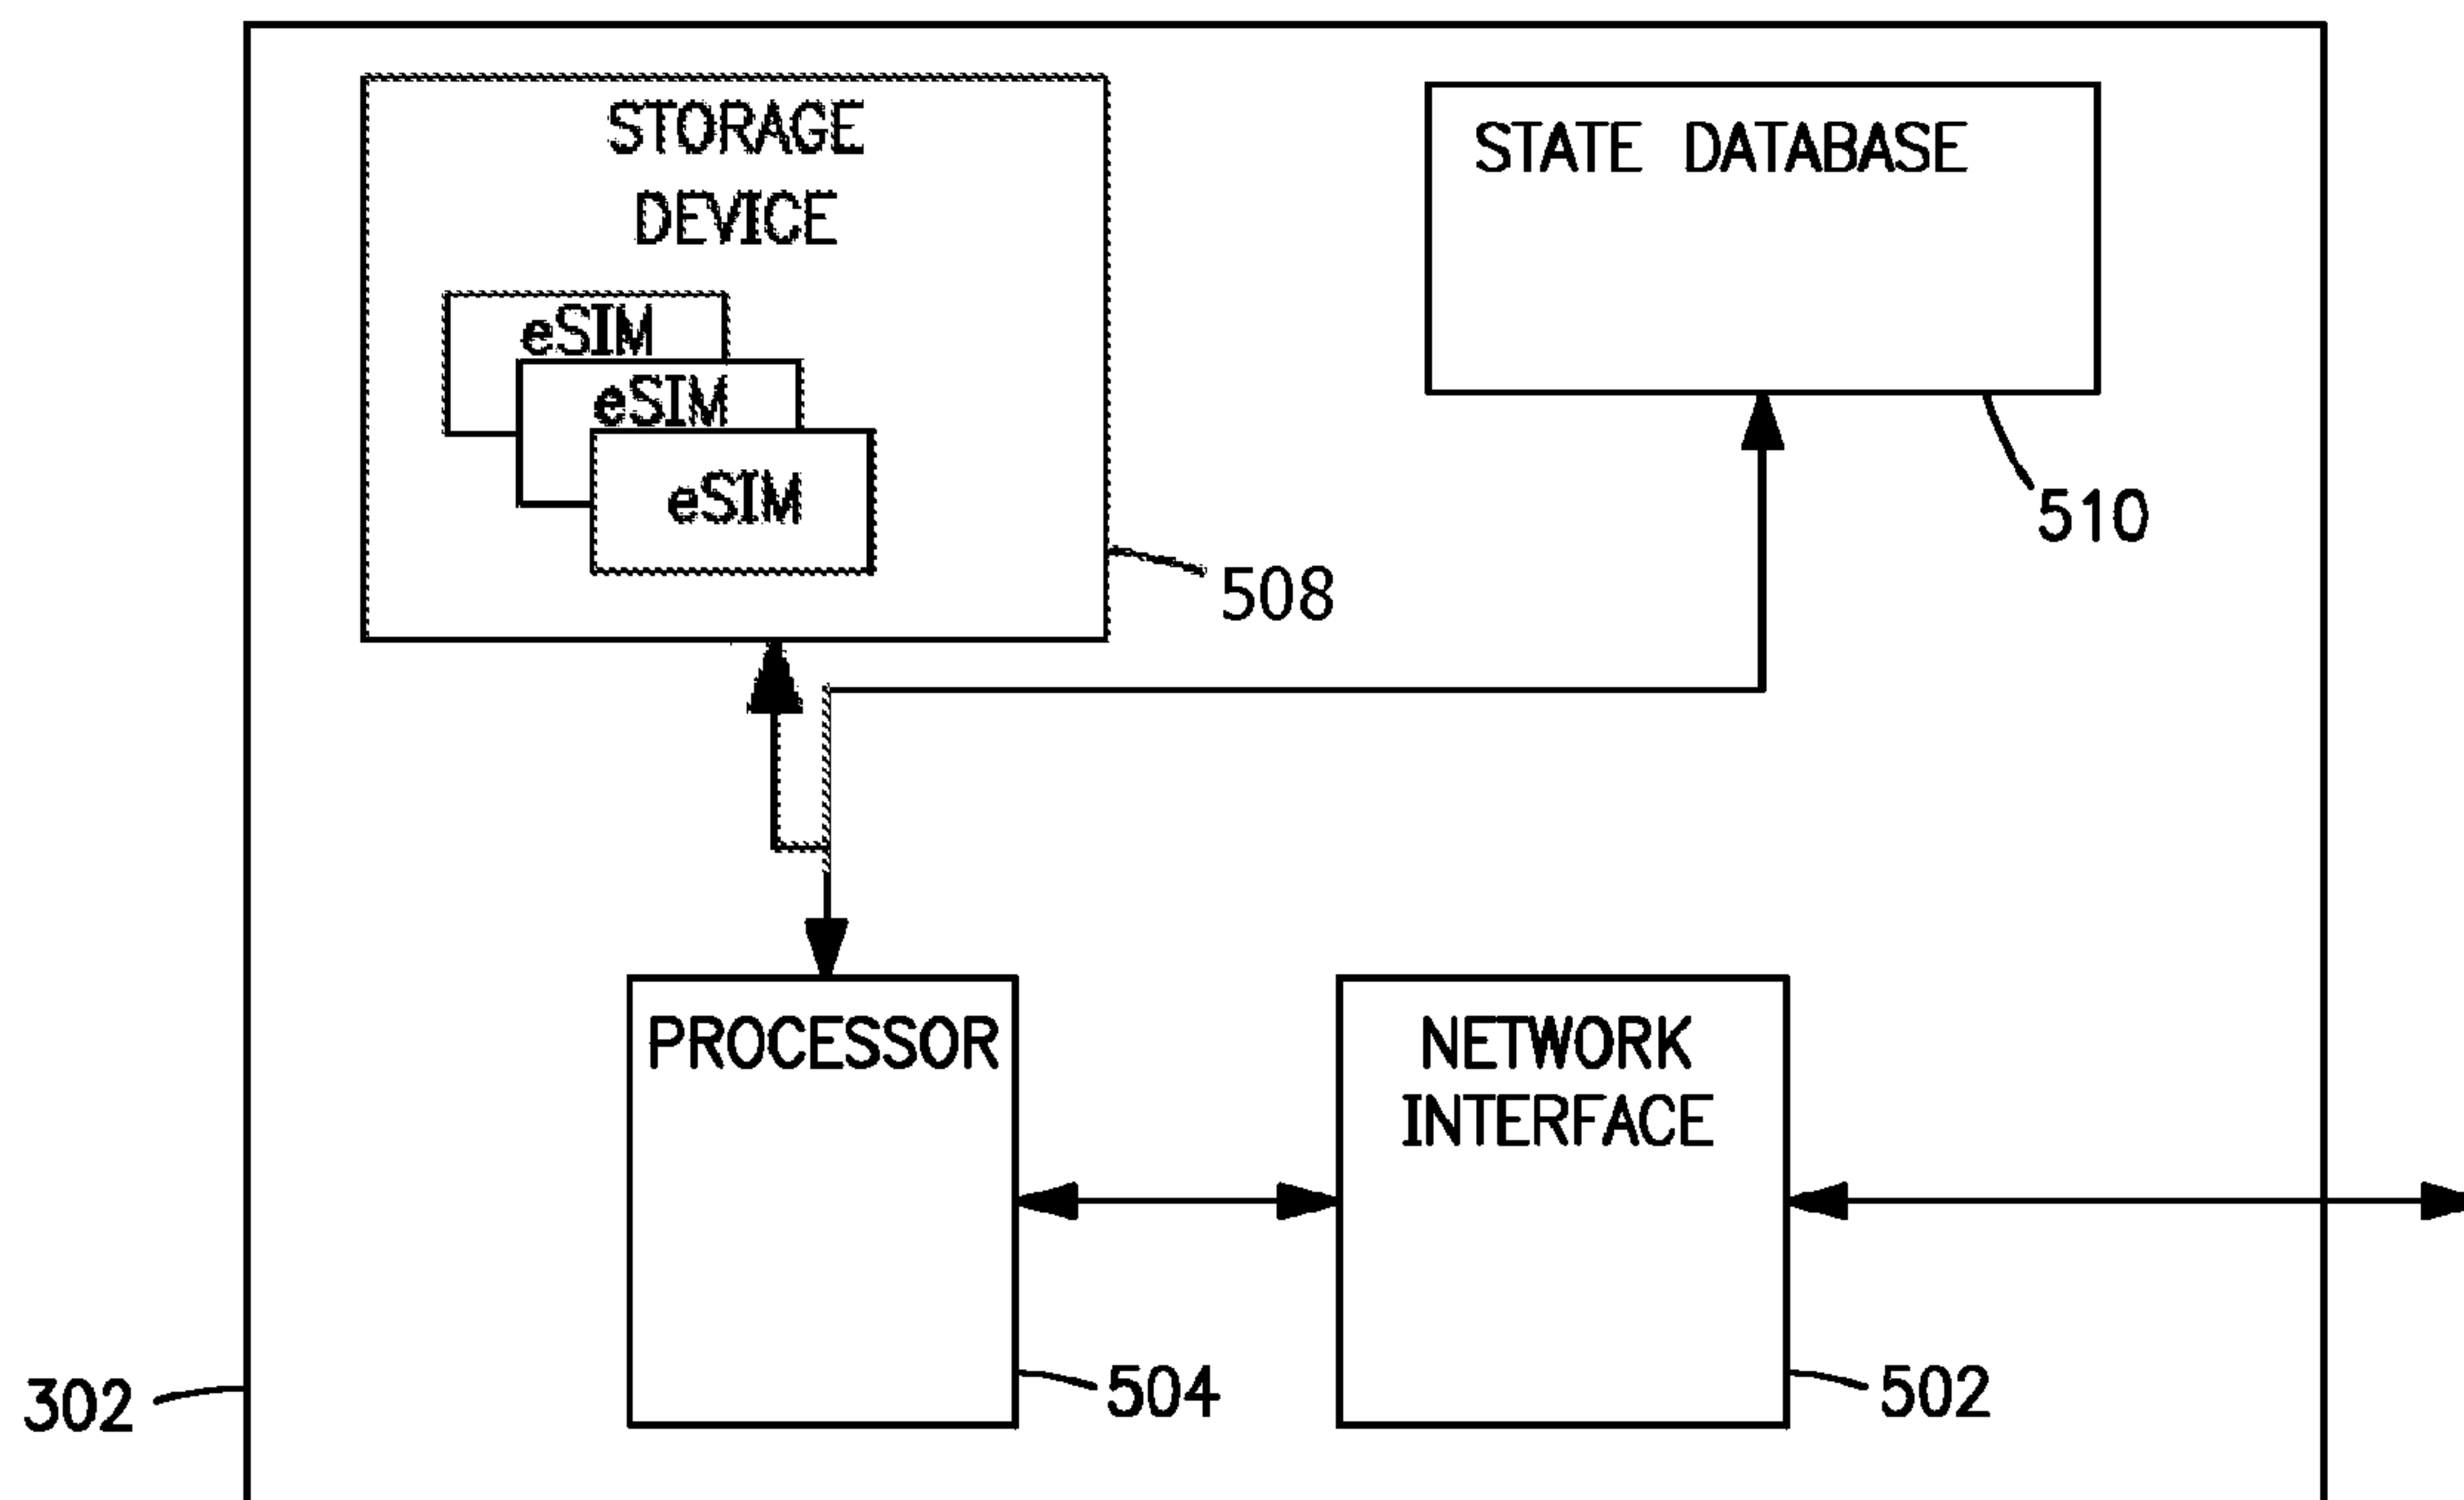 STORAGE
DEVICE
eSIM
eSIM
eSIM
508
STATE DATABASE
510
PROCESSOR
504
NETWORK
INTERFACE
502
302